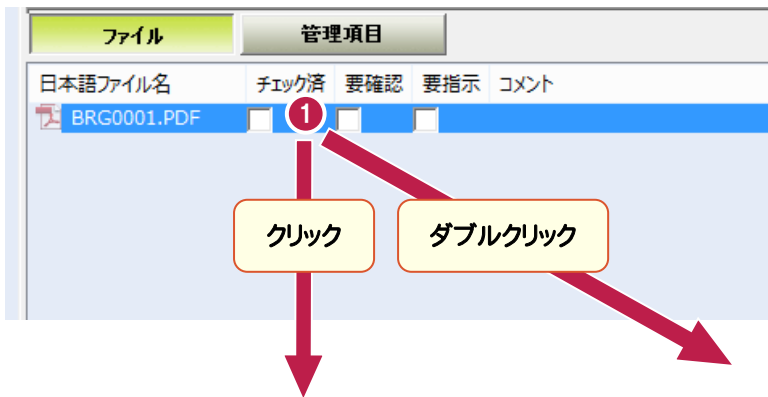 ファイル 管理項目
日本語ファイル名 チェック済 要確認 要指示 コメント
BRG0001.PDF 1
クリック ダブルクリック